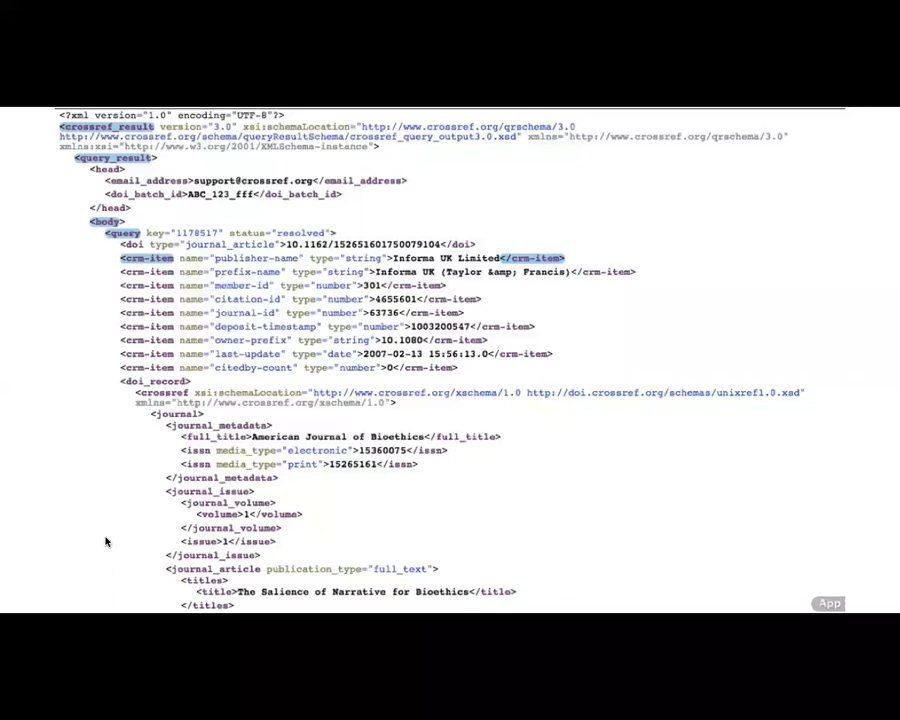 <?xml version="1.0" encoding="UTF-8"?>
<crossref_result version="3.0" xsi:schemaLocation="http://www.crossref.org/qrschema/3.0
http://www.crossref.org/schema/queryResultSchema/crossref_query_output3.0.xsd" xmlns="http://www.crossref.org/qrschema/3.0"
xmlns:xsi="http://www.w3.org/2001/XMLSchema-instance">
<query_result>
<head>
<email_address>support@crossref.org</email_address>
<doi_batch_id>ABC_123_fff</doi_batch_id>
</head>
<body>
<query key="1178517" status="resolved">
<doi type="journal_article">10.1162/152651601750079104</doi>
<crm-item name="publisher-name" type="string">Informa UK Limited</crm-item>
<crm-item name="prefix-name" type="string">Informa UK (Taylor &amp; Francis)</crm-item>
<crm-item name="member-id" type="number">301</crm-item>
<crm-item name="citation-id" type="number">4655601</crm-item>
<crm-item name="journal-id" type="number">63736</crm-item>
<crm-item name="deposit-timestamp" type="number">1003200547</crm-item>
<crm-item name="owner-prefix" type="string">10.1080</crm-item>
<crm-item name="last-update" type="date">2007-02-13 15:56:13.0</crm-item>
<crm-item name="citedby-count" type="number">0</crm-item>
<doi_record>
<crossref xsi:schemaLocation="http://www.crossref.org/xschema/1.0 http://doi.crossref.org/schemas/unixref1.0.xsd"
xmlns="http://www.crossref.org/xschema/1.0">
<journal>
<journal_metadata>
<full_title>American Journal of Bioethics</full_title>
<issn media_type="electronic">15360075</issn>
<issn media_type="print">15265161</issn>
</journal_metadata>
<journal_issue>
<journal_volume>
<volume>1</volume>
</journal_volume>
<issue>1</issue>
</journal_issue>
<journal_article publication_type="full_text">
<titles>
<title>The Salience of Narrative for Bioethics</title>
</titles>
App